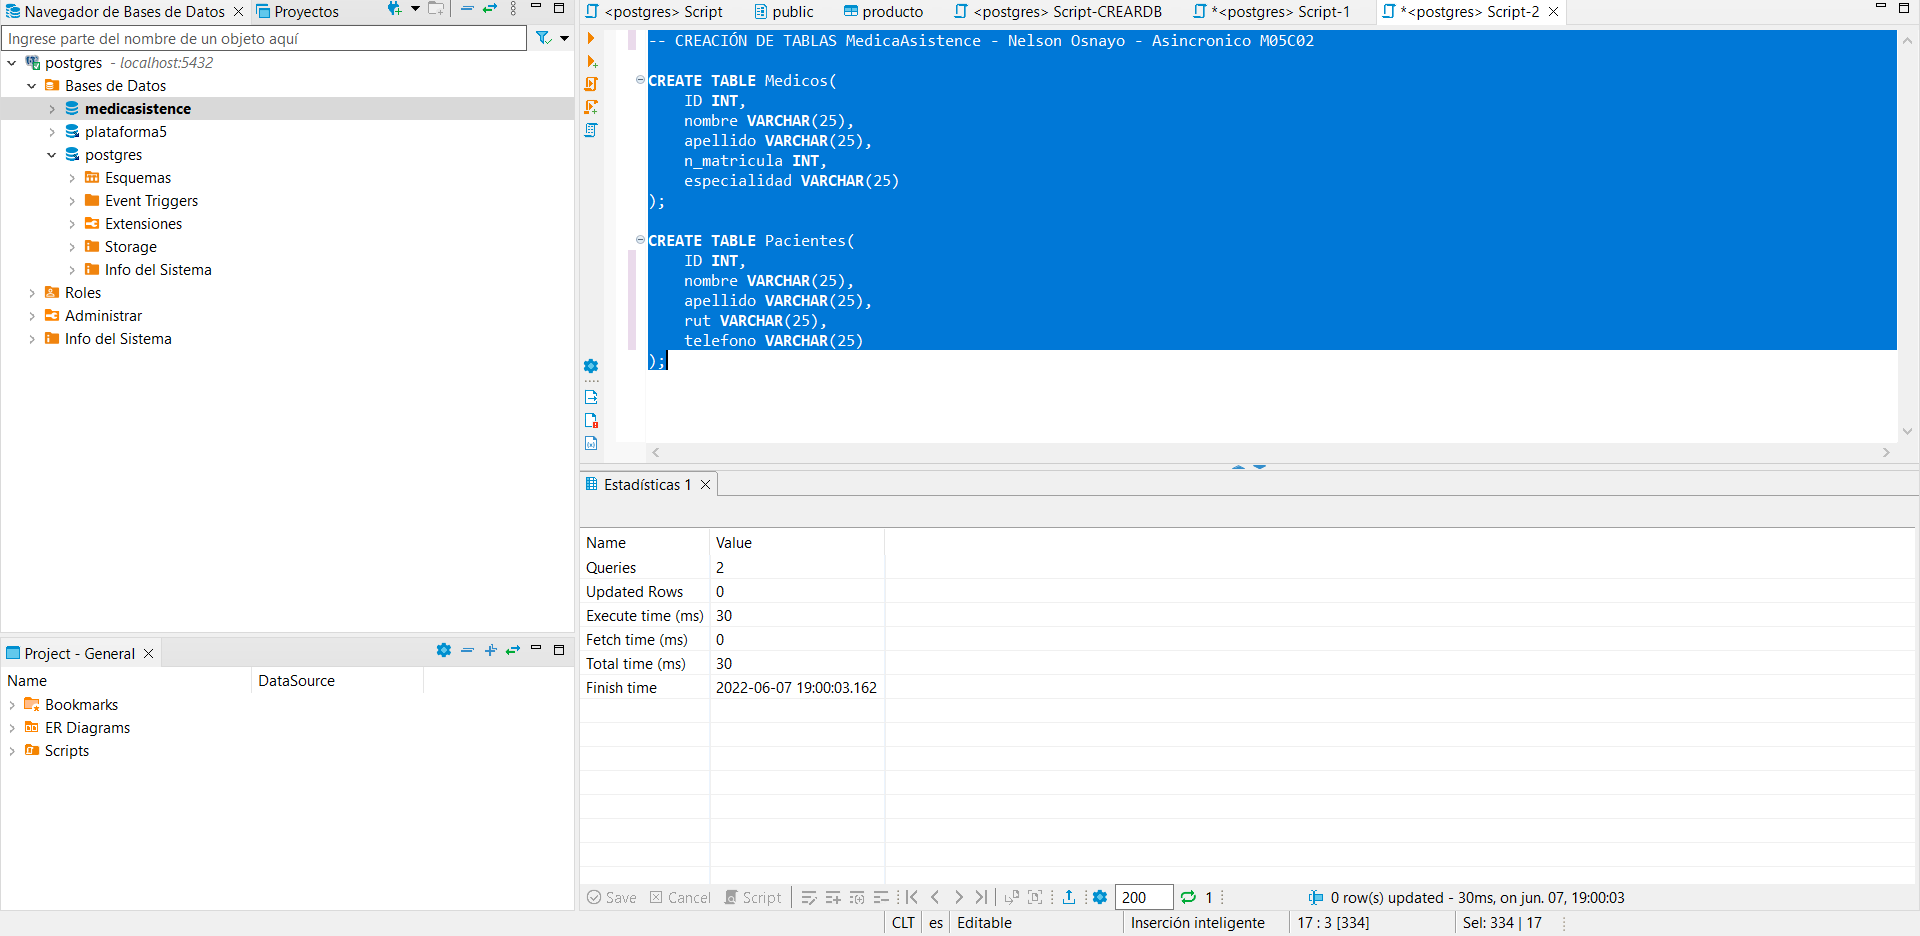 Navegador de Bases de Datos
Proyectos
Ingrese parte del nombre de un objeto aquí
postgres - localhost:5432
Bases de Datos
medicasistence
plataforma5
postgres
Esquemas
Event Triggers
Extensiones
Storage
Info del Sistema
Roles
Administrar
Info del Sistema
Project - General
Name DataSource
Bookmarks
ER Diagrams
Scripts
<postgres> Script
public
producto
<postgres> Script-CREARDB
*<postgres> Script-1
*<postgres> Script-2
-- CREACIÓN DE TABLAS MedicaAsistence - Nelson Osnayo - Asincronico M05C02
CREATE TABLE Medicos(
ID INT,
nombre VARCHAR(25),
apellido VARCHAR(25),
n_matricula INT,
especialidad VARCHAR(25)
);
CREATE TABLE Pacientes(
ID INT,
nombre VARCHAR(25),
apellido VARCHAR(25),
rut VARCHAR(25),
telefono VARCHAR(25)
);
Estadísticas 1
Name Value
Queries 2
Updated Rows 0
Execute time (ms) 30
Fetch time (ms) 0
Total time (ms) 30
Finish time 2022-06-07 19:00:03.162
Save Cancel Script 200 1 0 row(s) updated - 30ms, on jun. 07, 19:00:03
CLT es Editable Inserción inteligente 17 : 3 [334] Sel: 334 | 17